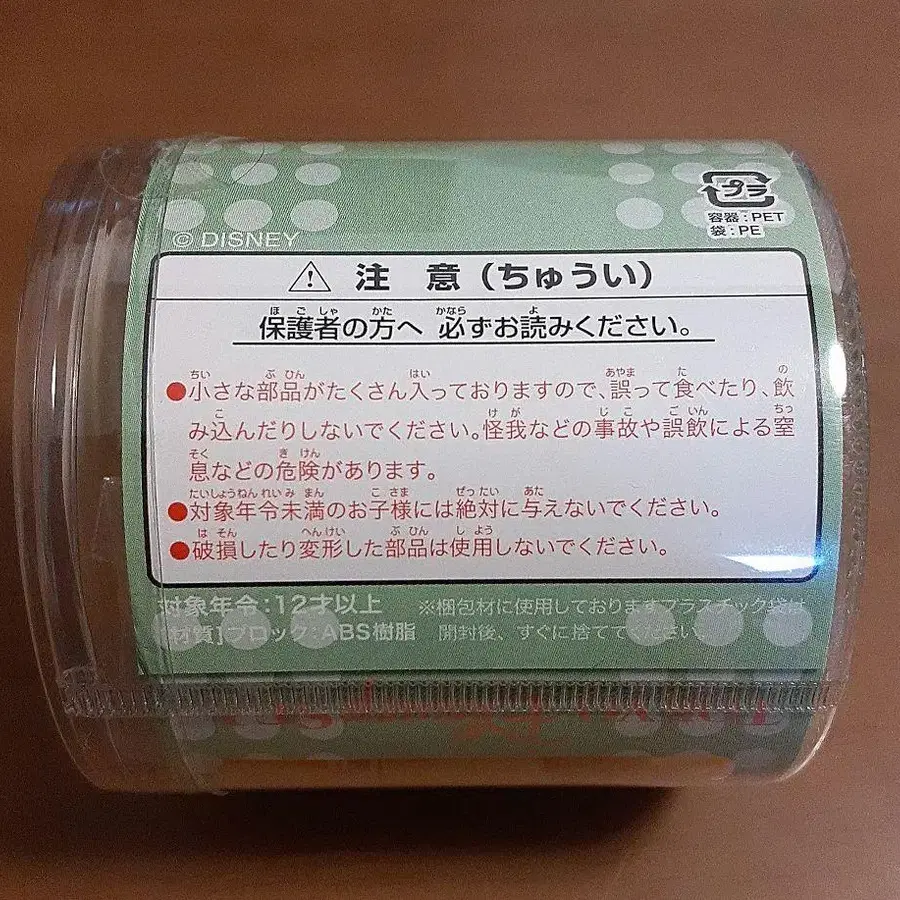 プラ
容器:PET
袋:PE
© DISNEY
⚠ 注 意(ちゅうい)
保護者の方へ 必ずお読みください。
●小さな部品がたくさん入っておりますので、誤って食べたり、飲
み込んだりしないでください。怪我などの事故や誤飲による窒
息などの危険があります。
●対象年令未満のお子様には絶対に与えないでください。
●破損したり変形した部品は使用しないでください。
対象年令:12才以上
[材質]ブロック:ABS樹脂
※梱包材に使用しておりますプラスチック袋は
開封後、すぐに捨ててください。